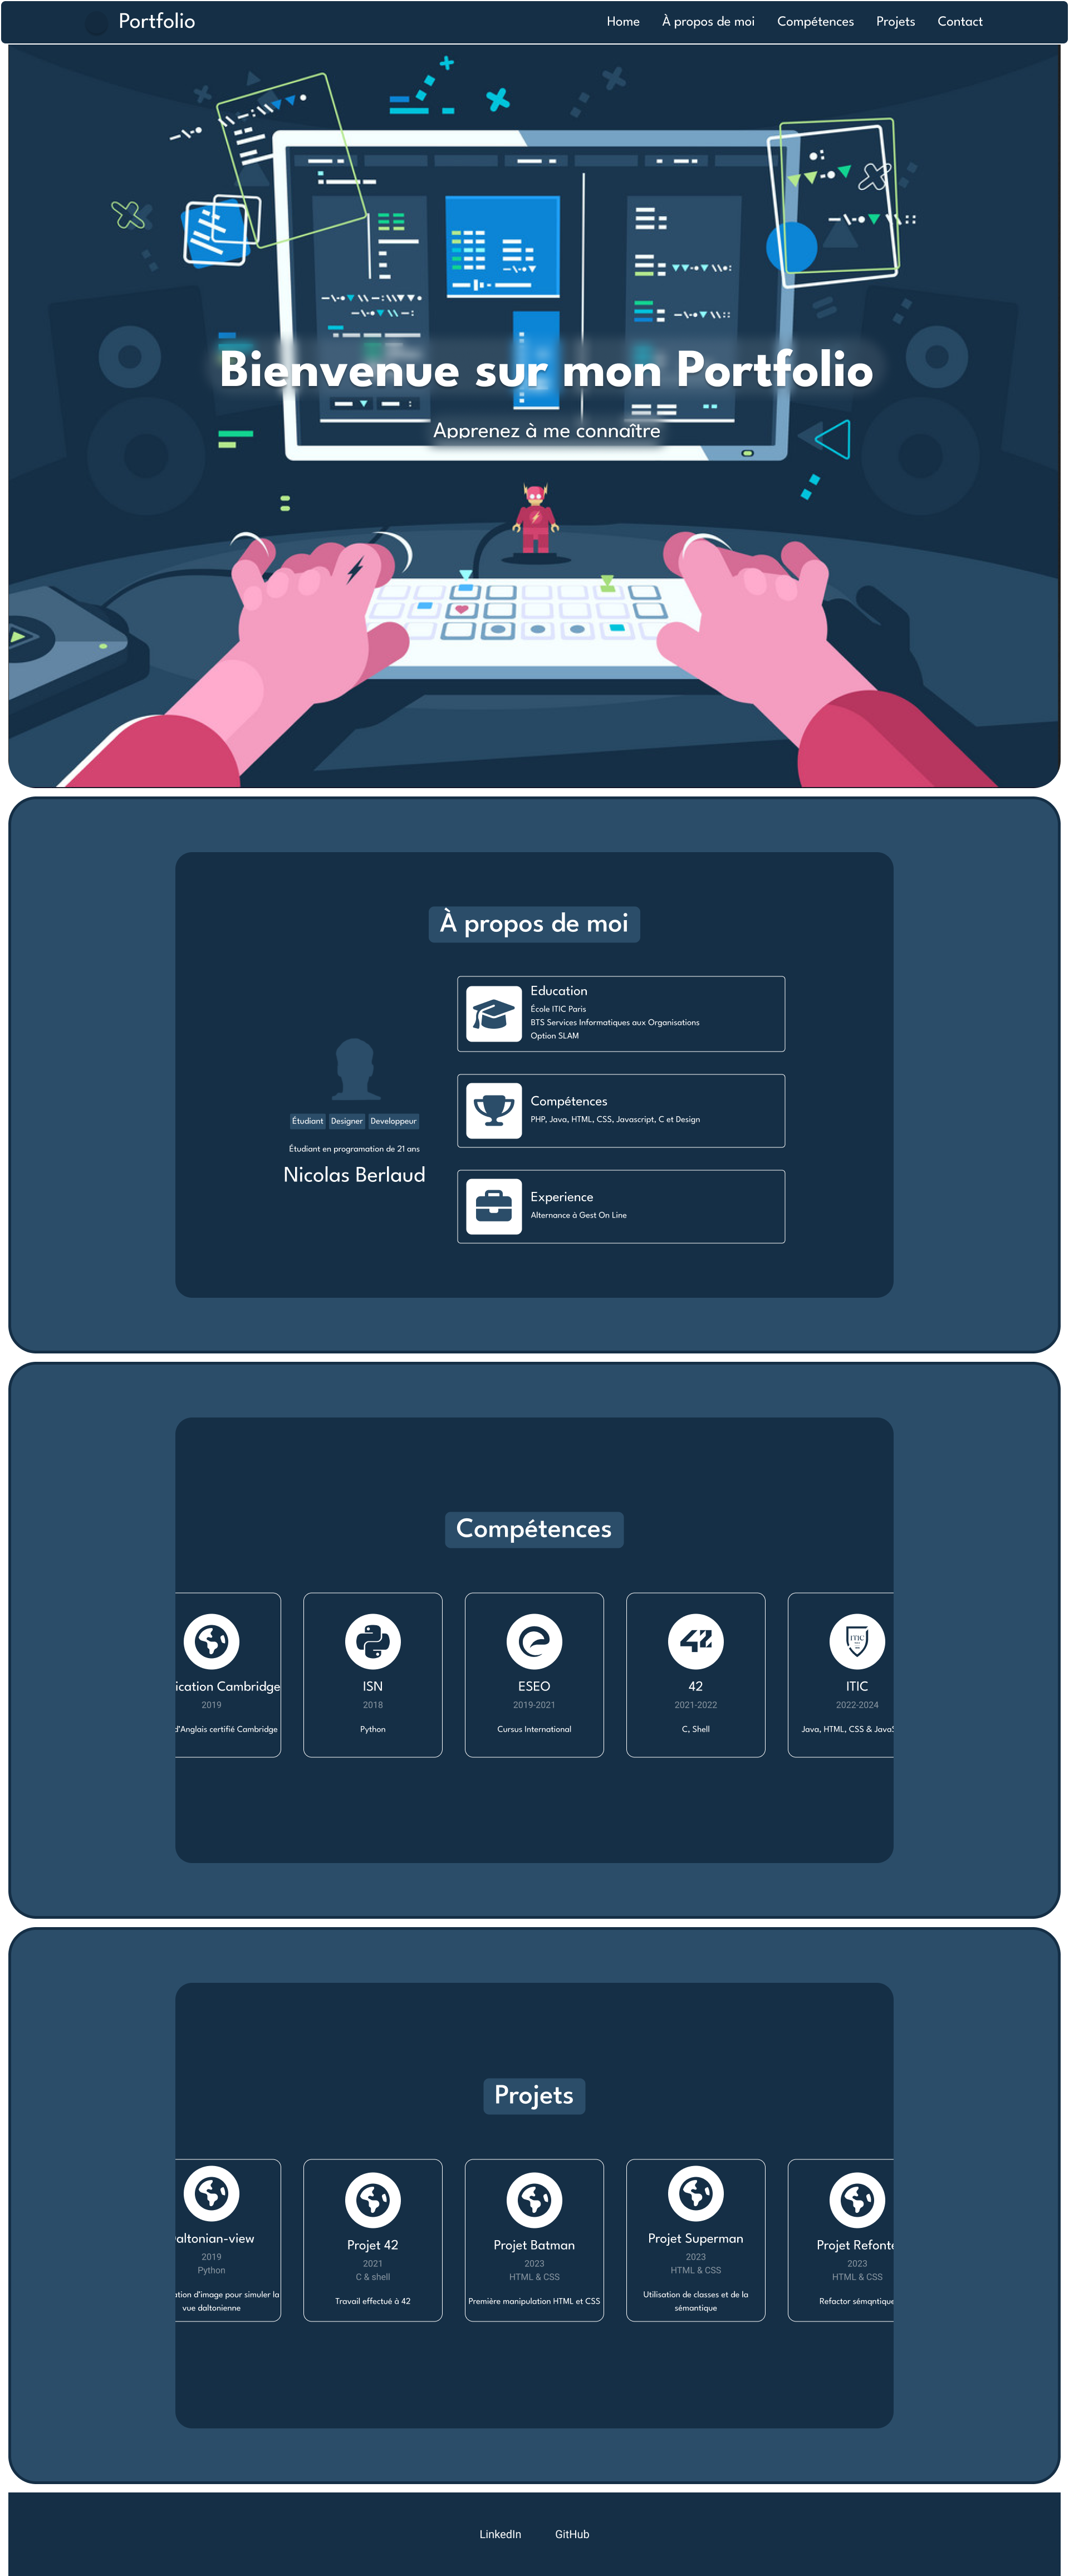 Portfolio
Home
À propos de moi
Compétences
Projets
Contact
Bienvenue sur mon Portfolio
Apprenez à me connaître
À propos de moi
Étudiant
Designer
Developpeur
Étudiant en programation de 21 ans
Nicolas Berlaud
Education
École ITIC Paris
BTS Services Informatiques aux Organisations
Option SLAM
Compétences
PHP, Java, HTML, CSS, Javascript, C et Design
Experience
Alternance à Gest On Line
Compétences
ication Cambridge
2019
d'Anglais certifié Cambridge
ISN
2018
Python
ESEO
2019-2021
Cursus International
42
2021-2022
C, Shell
ITIC
ITIC
2022-2024
Java, HTML, CSS & Java
Projets
altonian-view
2019
Python
ation d'image pour simuler la
vue daltonienne
Projet 42
2021
C & shell
Travail effectué à 42
Projet Batman
2023
HTML & CSS
Première manipulation HTML et CSS
Projet Superman
2023
HTML & CSS
Utilisation de classes et de la
sémantique
Projet Refonte
2023
HTML & CSS
Refactor sémqntique
LinkedIn
GitHub